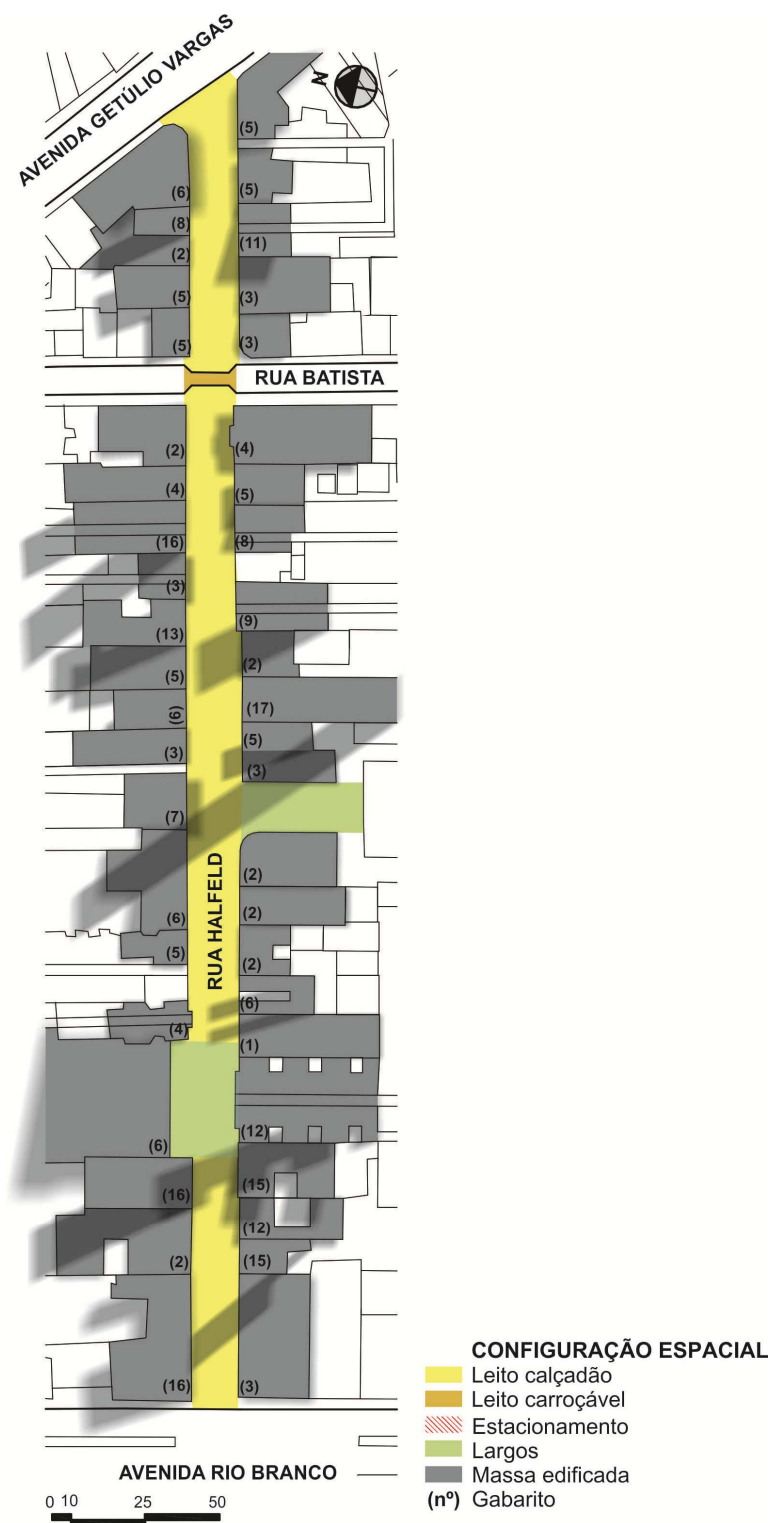 AVENIDA GETÚLIO VARGAS
N
(5)
(6) (5)
(8)
(2) (11)
(5) (3)
(5) (3)
RUA BATISTA
(2) (4)
(4) (5)
(16) (8)
(3)
(9)
(13)
(5) (2)
(6) (17)
(3) (5)
(3)
(7)
RUA HALFELD
(2)
(6) (2)
(5) (2)
(6)
(4) (1)
(6) (12)
(16) (15)
(12)
(2) (15)
(16) (3)
CONFIGURAÇÃO ESPACIAL
Leito calçadão
Leito carroçável
Estacionamento
Largos
Massa edificada
(nº) Gabarito
AVENIDA RIO BRANCO
0 10 25 50